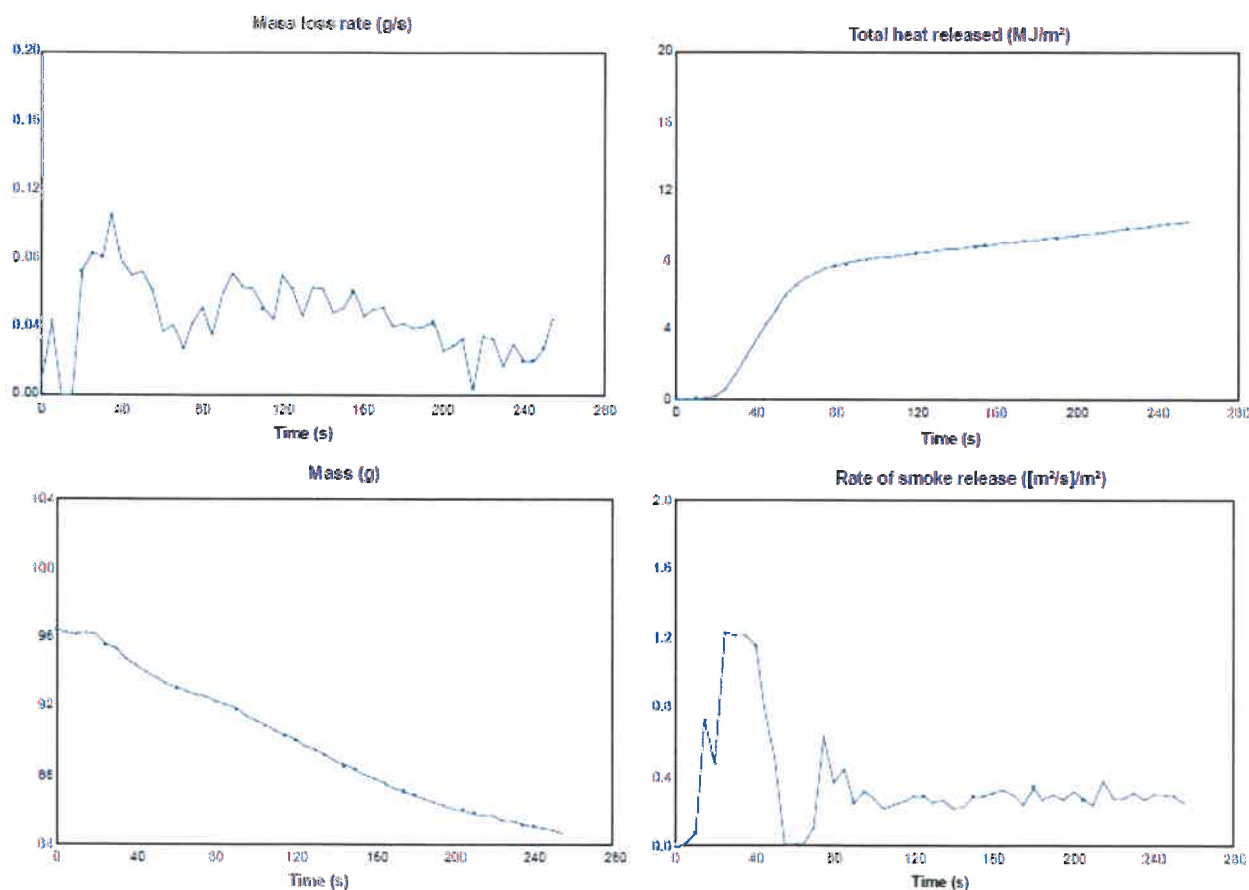 Mass loss rate (g/s)
0.20
0.16
0.12
0.08
0.04
0.00
0 40 80 120 160 200 240 280
Time (s)
Total heat released (MJ/m²)
20
16
12
8
4
0
0 40 80 120 160 200 240 280
Time (s)
Mass (g)
104
100
96
92
88
84
0 40 80 120 160 200 240 280
Time (s)
Rate of smoke release ([m²/s]/m²)
2.0
1.6
1.2
0.8
0.4
0.0
0 40 80 120 160 200 240 280
Time (s)